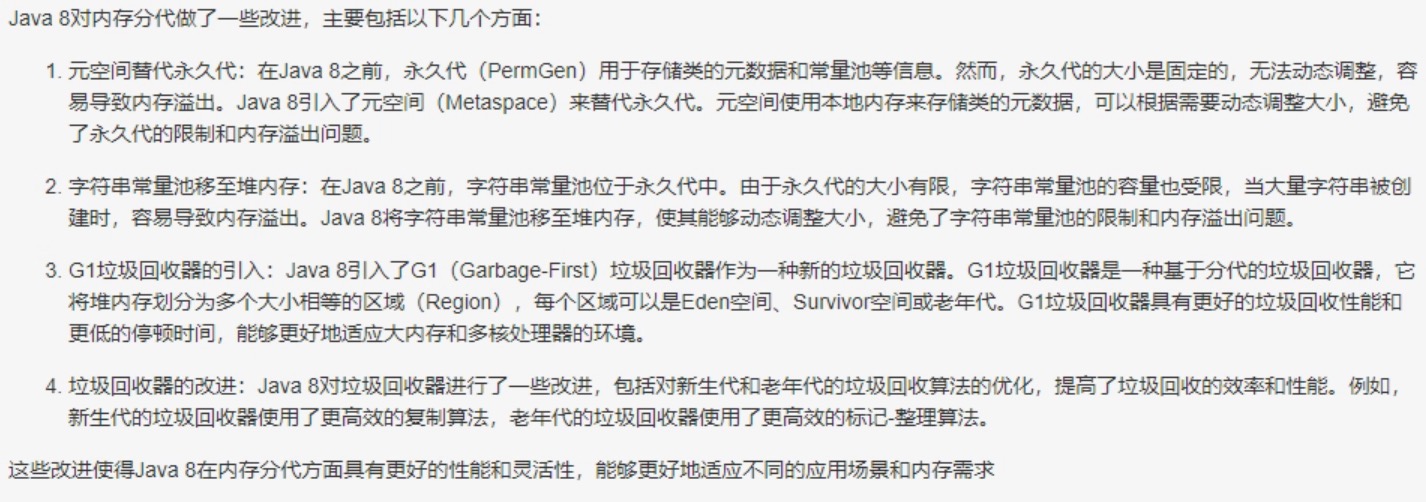 Java 8对内存分代做了一些改进，主要包括以下几个方面：
1. 元空间替代永久代：在Java 8之前，永久代（PermGen）用于存储类的元数据和常量池等信息。然而，永久代的大小是固定的，无法动态调整，容
易导致内存溢出。Java 8引入了元空间（Metaspace）来替代永久代。元空间使用本地内存来存储类的元数据，可以根据需要动态调整大小，避免
了永久代的限制和内存溢出问题。
2. 字符串常量池移至堆内存：在Java 8之前，字符串常量池位于永久代中。由于永久代的大小有限，字符串常量池的容量也受限，当大量字符串被创
建时，容易导致内存溢出。Java 8将字符串常量池移至堆内存，使其能够动态调整大小，避免了字符串常量池的限制和内存溢出问题。
3. G1垃圾回收器的引入：Java 8引入了G1（Garbage-First）垃圾回收器作为一种新的垃圾回收器。G1垃圾回收器是一种基于分代的垃圾回收器，它
将堆内存划分为多个大小相等的区域（Region），每个区域可以是Eden空间、Survivor空间或老年代。G1垃圾回收器具有更好的垃圾回收性能和
更低的停顿时间，能够更好地适应大内存和多核处理器的环境。
4. 垃圾回收器的改进：Java 8对垃圾回收器进行了一些改进，包括对新生代和老年代的垃圾回收算法的优化，提高了垃圾回收的效率和性能。例如，
新生代的垃圾回收器使用了更高效的复制算法，老年代的垃圾回收器使用了更高效的标记-整理算法。
这些改进使得Java 8在内存分代方面具有更好的性能和灵活性，能够更好地适应不同的应用场景和内存需求